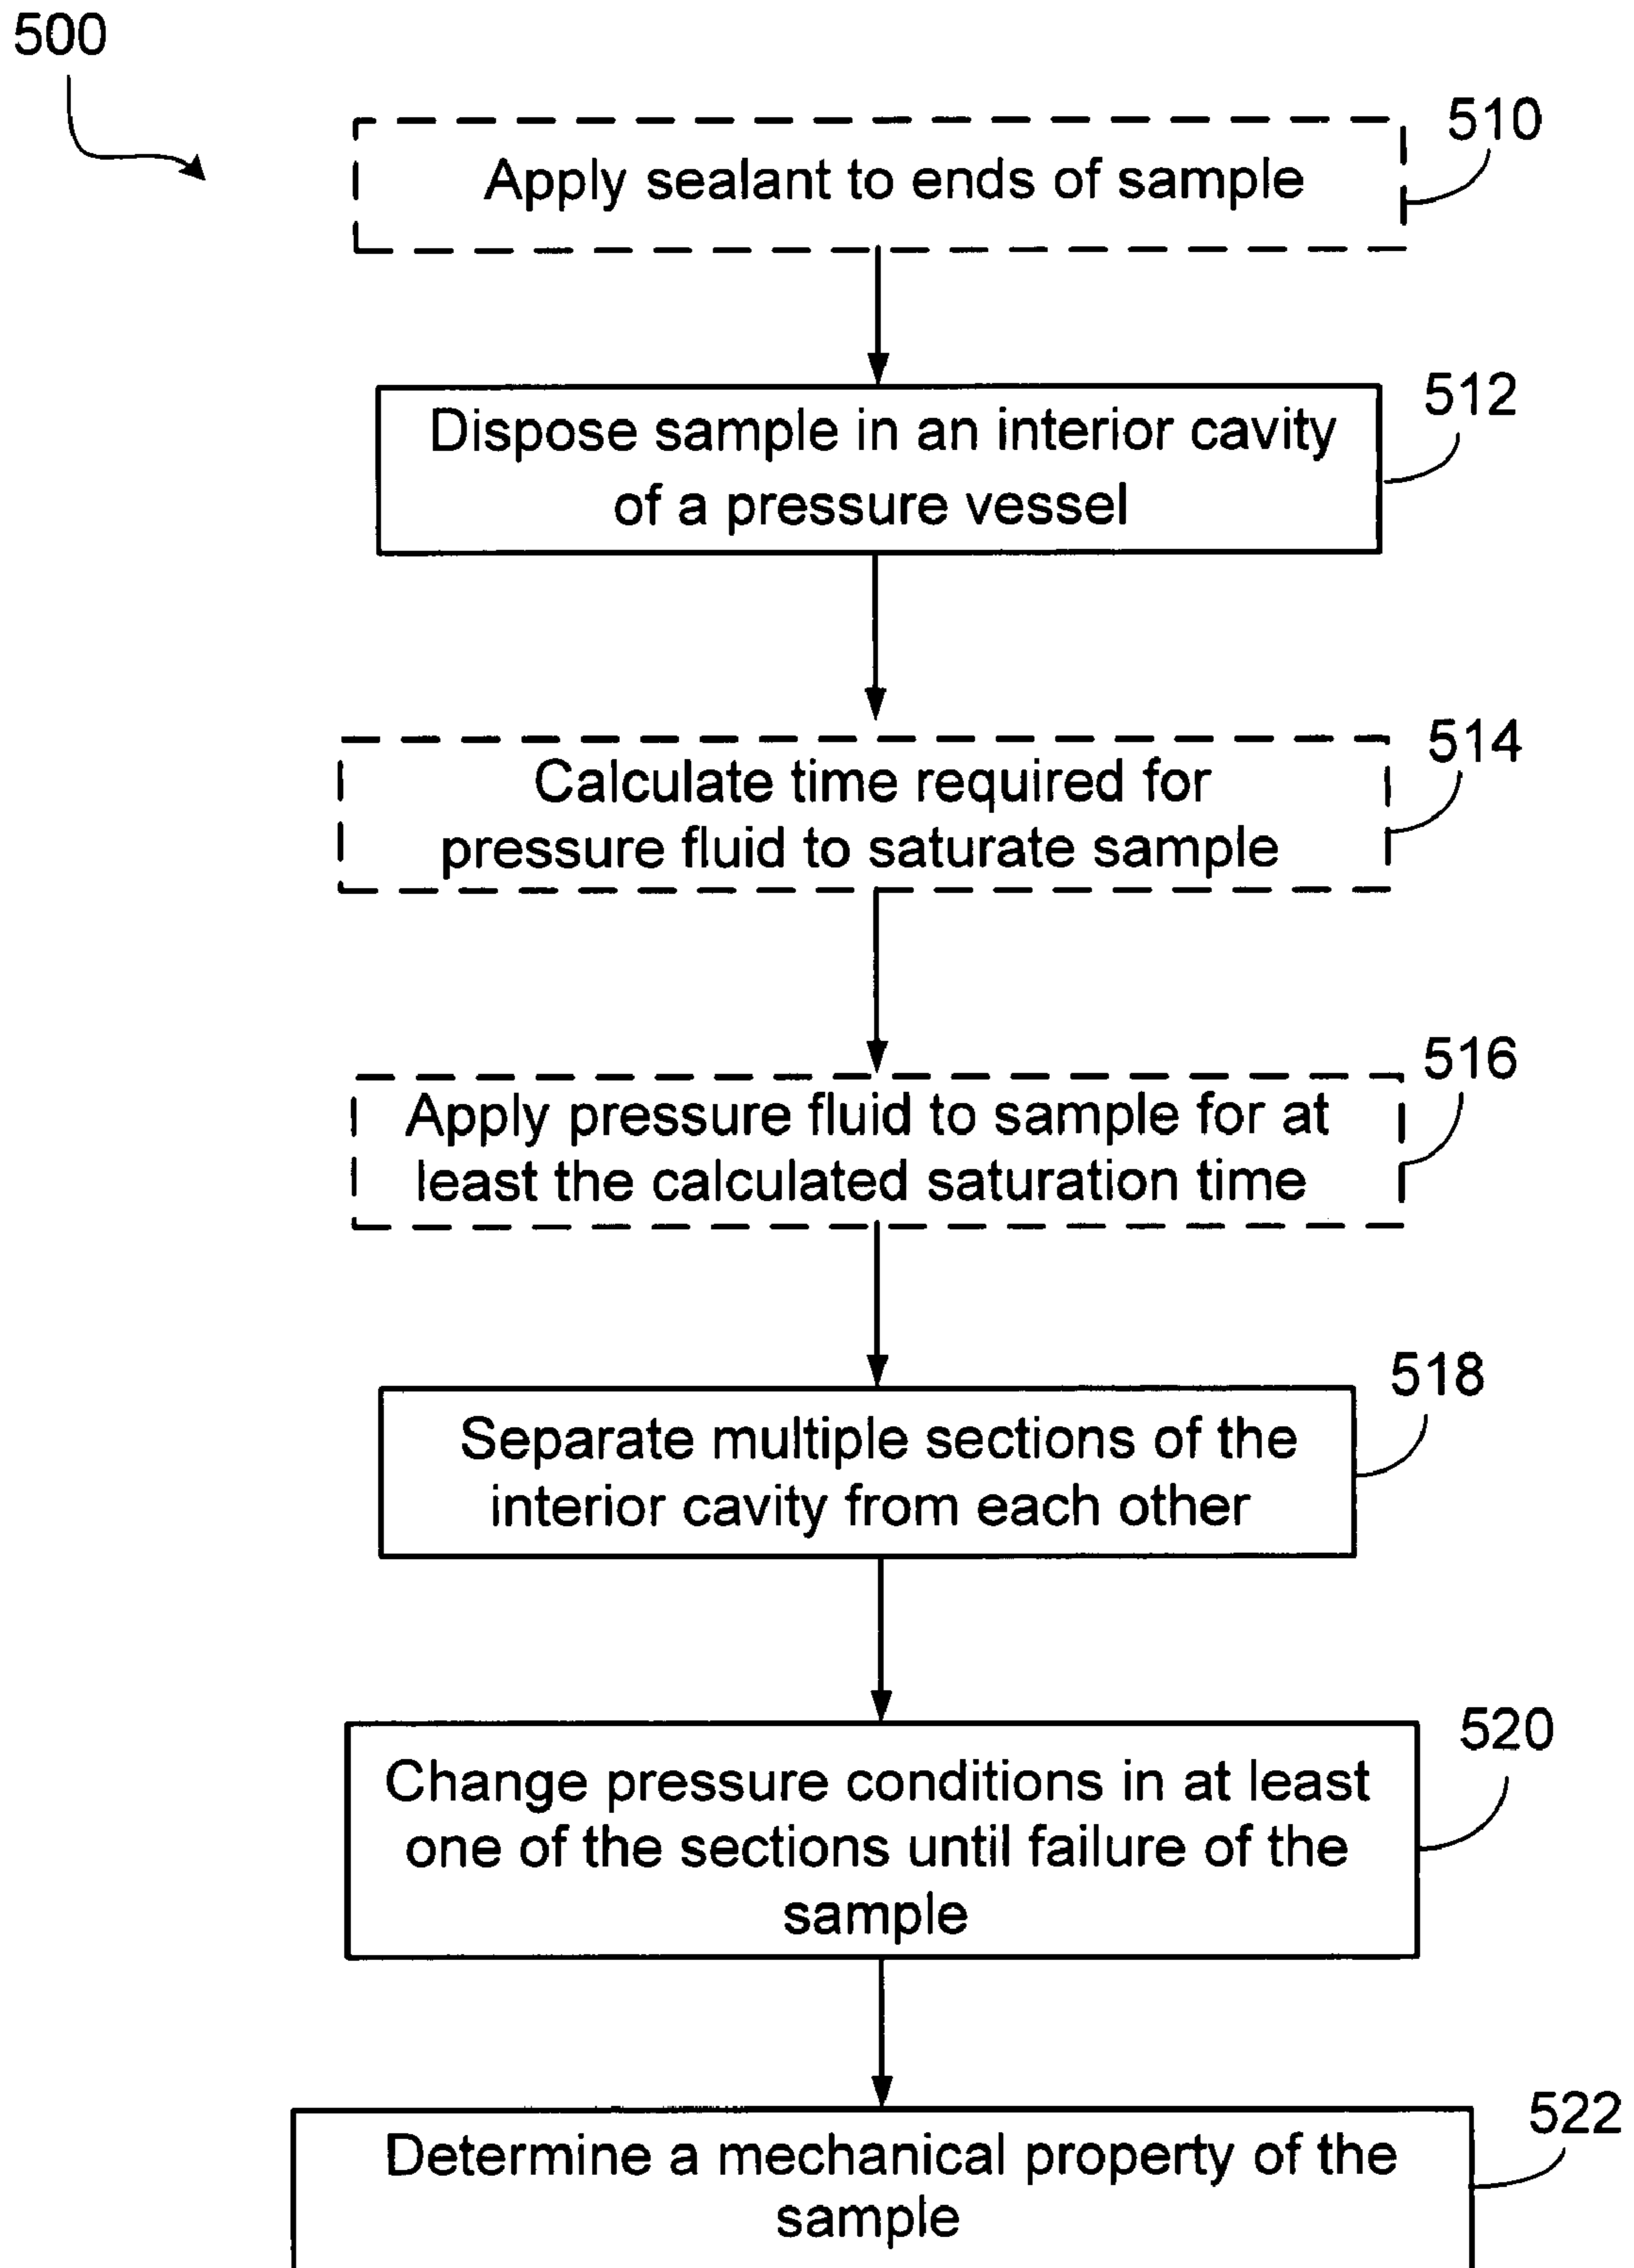 500
510
Apply sealant to ends of sample
512
Dispose sample in an interior cavity
of a pressure vessel
514
Calculate time required for
pressure fluid to saturate sample
516
Apply pressure fluid to sample for at
least the calculated saturation time
518
Separate multiple sections of the
interior cavity from each other
520
Change pressure conditions in at least
one of the sections until failure of the
sample
522
Determine a mechanical property of the
sample